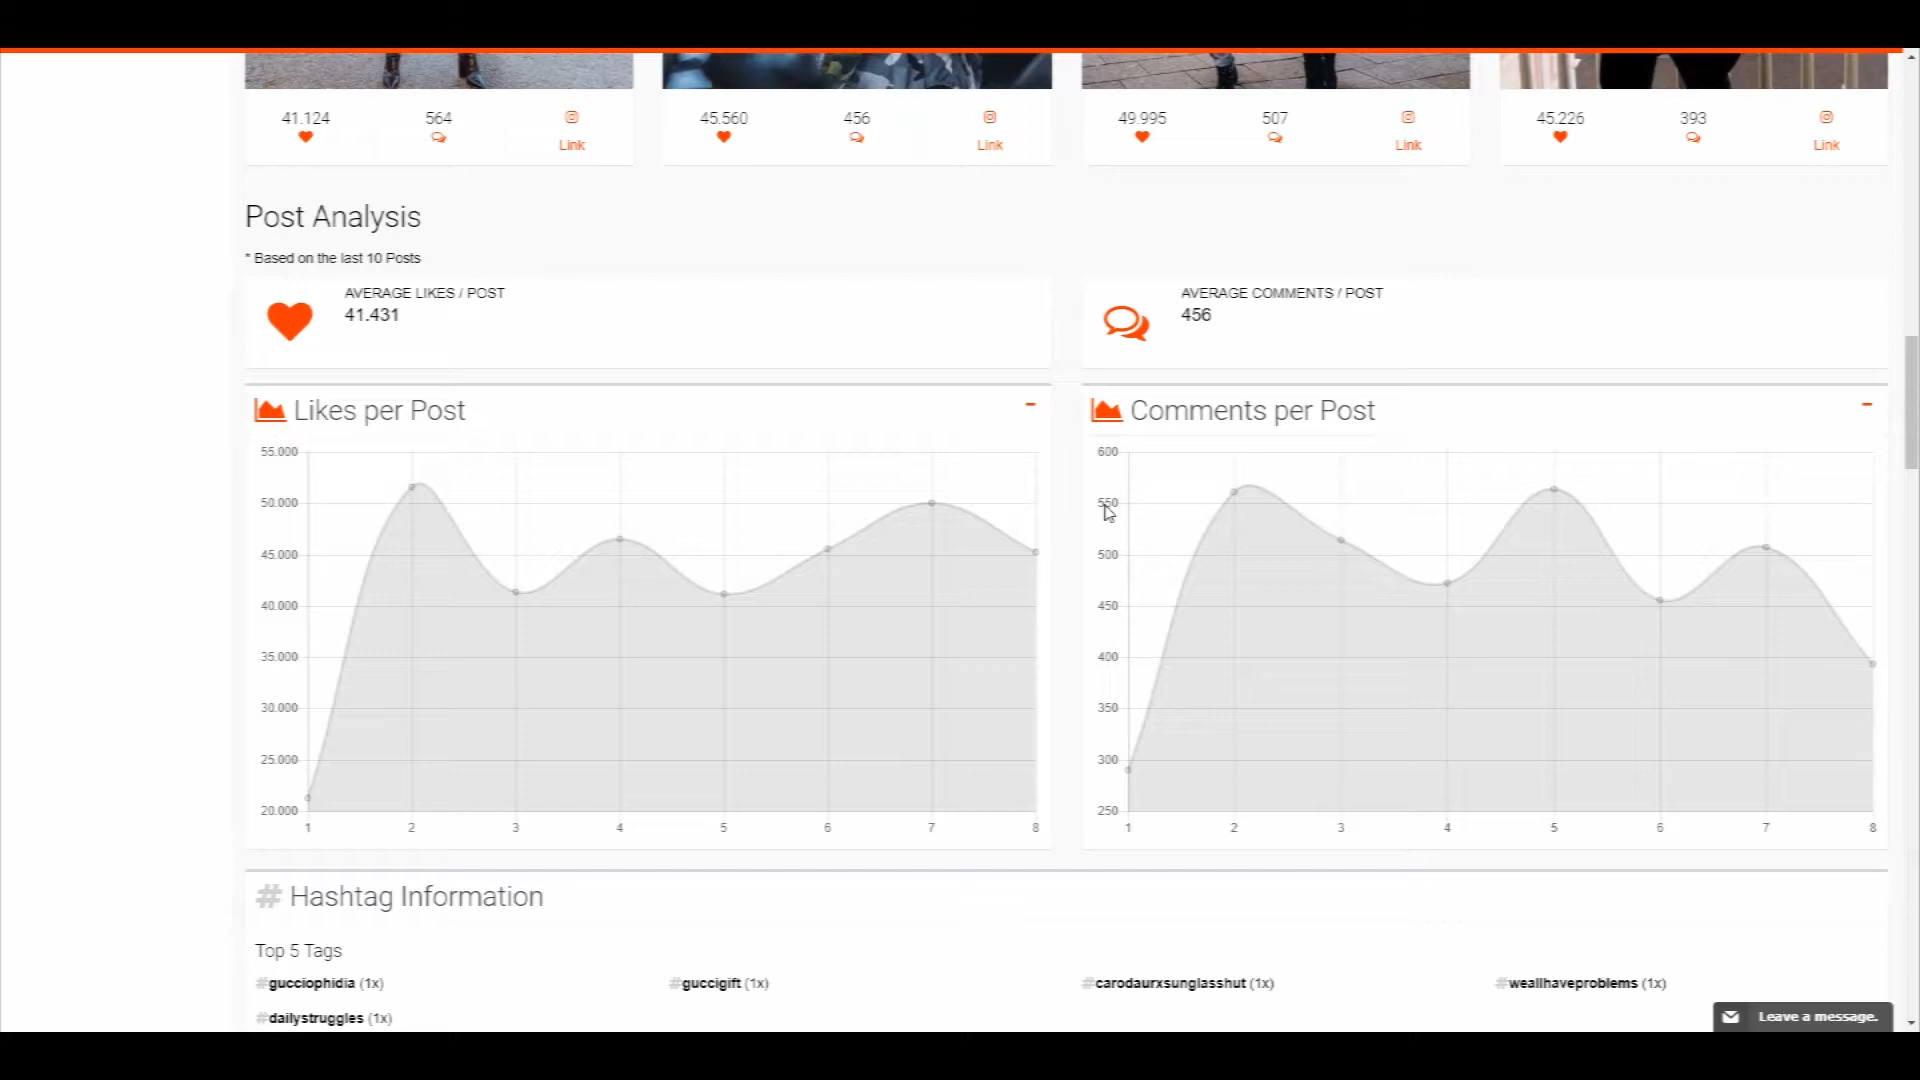 41.124 564 45.560 456 49.995 507 45.226 393
Link Link Link Link
Post Analysis
* Based on the last 10 Posts
AVERAGE LIKES / POST
41.431
AVERAGE COMMENTS / POST
456
Likes per Post
55.000
50.000
45.000
40.000
35.000
30.000
25.000
20.000
1 2 3 4 5 6 7 8
Comments per Post
600
550
500
450
400
350
300
250
1 2 3 4 5 6 7 8
# Hashtag Information
Top 5 Tags
#gucciophidia (1x) #guccigift (1x) #carodaurxsunglasshut (1x) #weallhaveproblems (1x)
#dailystruggles (1x)
Leave a message.